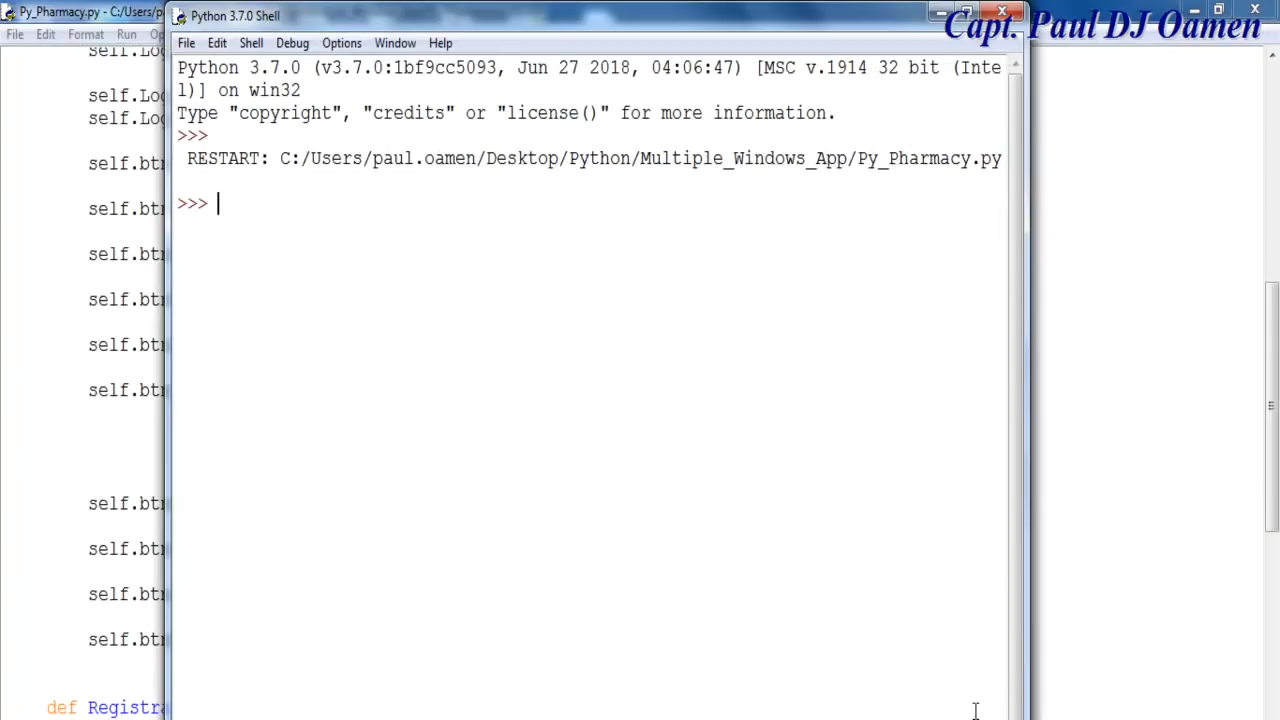 Py_Pharmacy.py - C:/Users/p
File Edit Format Run
Python 3.7.0 Shell
Capt. Paul DJ Oamen
File Edit Shell Debug Options Window Help
Python 3.7.0 (v3.7.0:1bf9cc5093, Jun 27 2018, 04:06:47) [MSC v.1914 32 bit (Inte
l)] on win32
Type "copyright", "credits" or "license()" for more information.
>>>
RESTART: C:/Users/paul.oamen/Desktop/Python/Multiple_Windows_App/Py_Pharmacy.py
>>>
self.Lo
self.Lo
self.Lo
self.bt
self.bt
self.bt
self.bt
self.bt
self.bt
self.bt
self.bt
self.bt
self.bt
def Registra